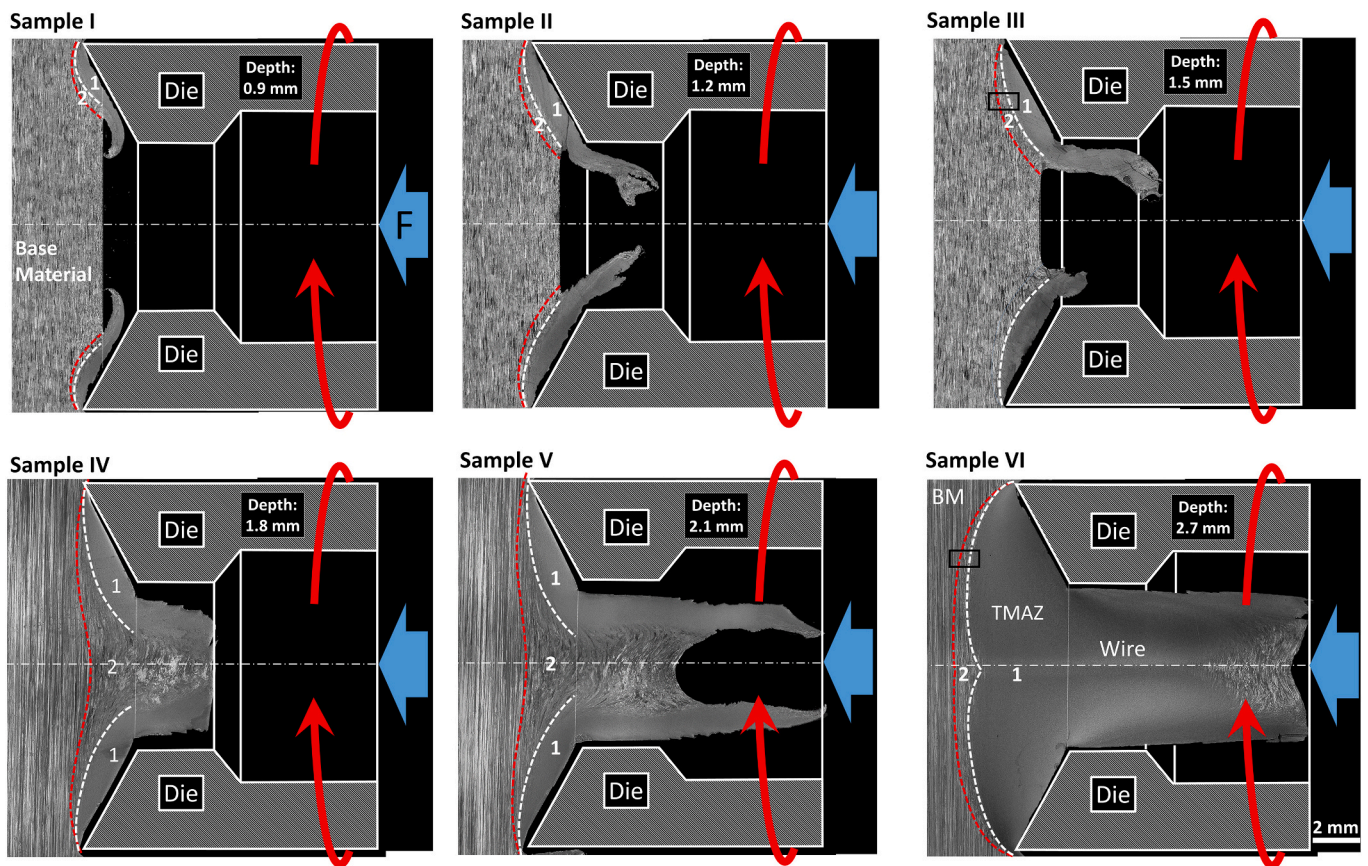 Sample I
Die
Depth:
0.9 mm
1
2
F
Base
Material
Die
Sample II
Die
Depth:
1.2 mm
1
2
Die
Sample III
Die
Depth:
1.5 mm
1
2
Die
Sample IV
Die
Depth:
1.8 mm
1
2
1
Die
Sample V
Die
Depth:
2.1 mm
1
2
1
Die
Sample VI
BM
Die
Depth:
2.7 mm
TMAZ
Wire
2
1
Die
2 mm